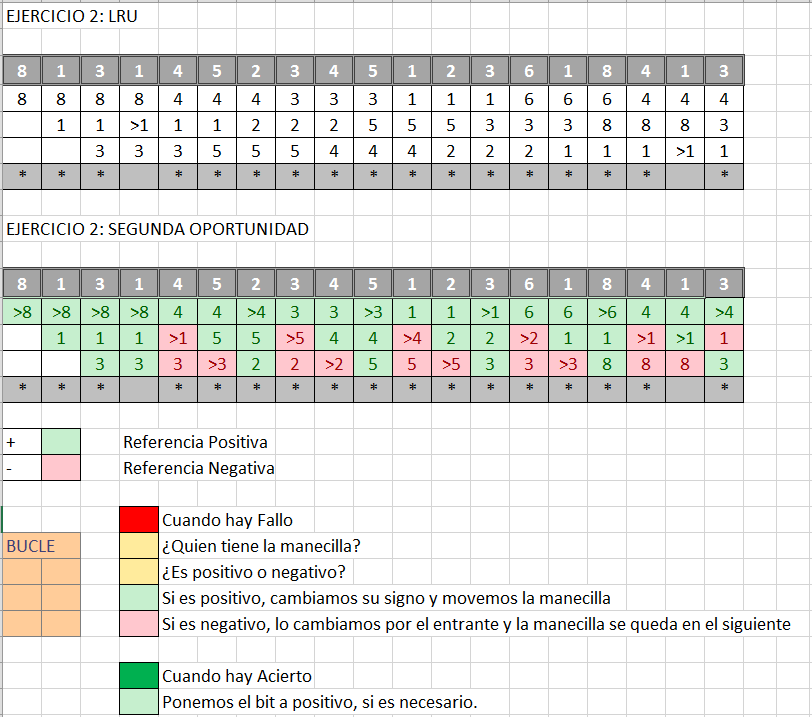 EJERCICIO 2: LRU
8 1 3 1 4 5 2 3 4 5 1 2 3 6 1 8 4 1 3
8 8 8 8 4 4 4 3 3 3 1 1 1 6 6 6 4 4 4
1 1 >1 1 1 2 2 2 5 5 5 3 3 3 8 8 8 3
3 3 3 5 5 5 4 4 4 2 2 2 1 1 1 >1 1
* * * * * * * * * * * * * * * * *
EJERCICIO 2: SEGUNDA OPORTUNIDAD
8 1 3 1 4 5 2 3 4 5 1 2 3 6 1 8 4 1 3
>8 >8 >8 >8 4 4 >4 3 3 >3 1 1 >1 6 6 >6 4 4 >4
1 1 1 >1 5 5 >5 4 4 >4 2 2 >2 1 1 >1 >1 1
3 3 3 >3 2 2 >2 5 5 >5 3 3 >3 8 8 8 3
* * * * * * * * * * * * * * * * *
+ Referencia Positiva
- Referencia Negativa
Cuando hay Fallo
BUCLE ¿Quien tiene la manecilla?
¿Es positivo o negativo?
Si es positivo, cambiamos su signo y movemos la manecilla
Si es negativo, lo cambiamos por el entrante y la manecilla se queda en el siguiente
Cuando hay Acierto
Ponemos el bit a positivo, si es necesario.